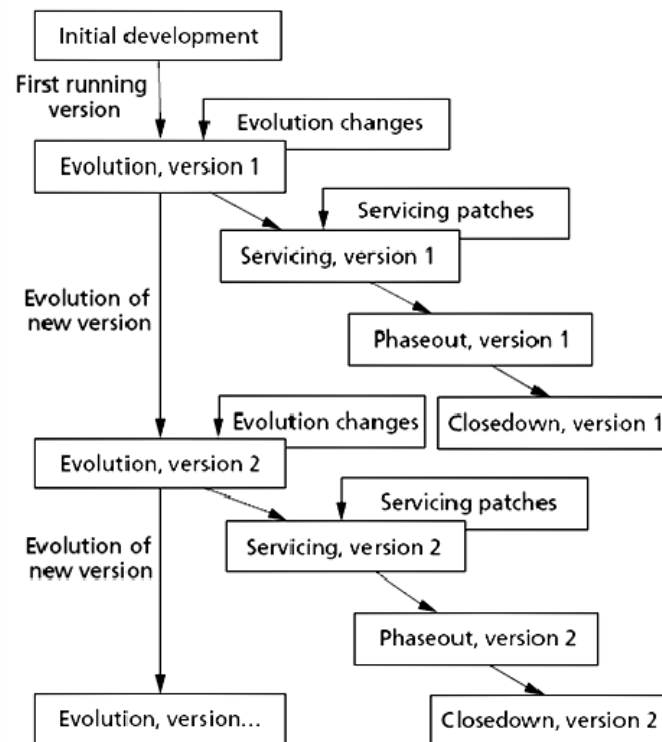 Initial development
First running
version
Evolution changes
Evolution, version 1
Servicing patches
Servicing, version 1
Evolution of
new version
Phaseout, version 1
Closedown, version 1
Evolution changes
Evolution, version 2
Servicing patches
Servicing, version 2
Evolution of
new version
Phaseout, version 2
Evolution, version...
Closedown, version 2